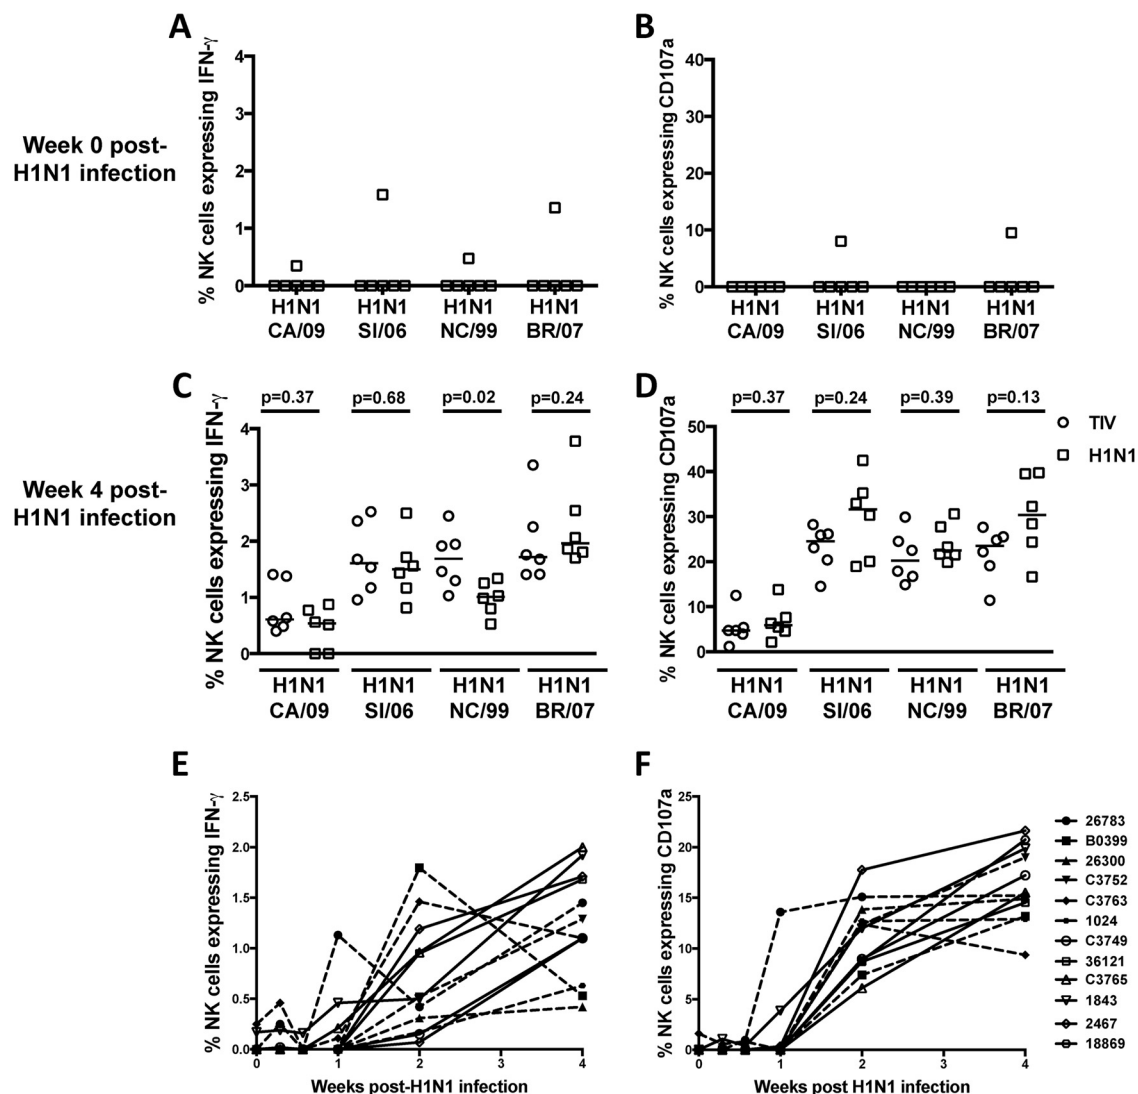 A
B
% NK cells expressing IFN-γ
4
3
2
1
0
% NK cells expressing CD107a
40
30
20
10
0
Week 0 post-
H1N1 infection
H1N1 H1N1 H1N1 H1N1
CA/09 SI/06 NC/99 BR/07
H1N1 H1N1 H1N1 H1N1
CA/09 SI/06 NC/99 BR/07
C
D
p=0.37 p=0.68 p=0.02 p=0.24
p=0.37 p=0.24 p=0.39 p=0.13
% NK cells expressing IFN-γ
4
3
2
1
0
% NK cells expressing CD107a
50
40
30
20
10
0
TIV
H1N1
Week 4 post-
H1N1 infection
H1N1 H1N1 H1N1 H1N1
CA/09 SI/06 NC/99 BR/07
H1N1 H1N1 H1N1 H1N1
CA/09 SI/06 NC/99 BR/07
E
F
% NK cells expressing IFN-γ
2.5
2.0
1.5
1.0
0.5
0.0
0 1 2 3 4
Weeks post-H1N1 infection
% NK cells expressing CD107a
25
20
15
10
5
0
0 1 2 3 4
Weeks post H1N1 infection
26783
B0399
26300
C3752
C3763
1024
C3749
36121
C3765
1843
2467
18869